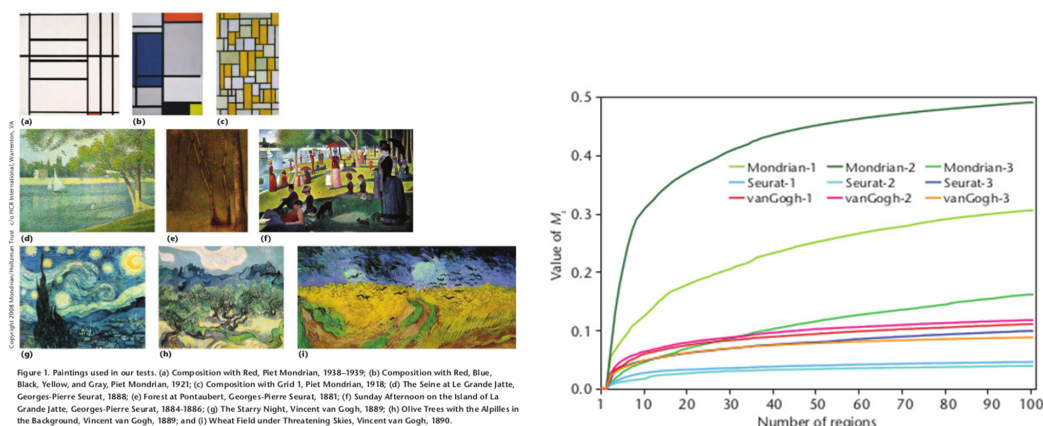 (a)
(b)
(c)
(d)
(e)
(f)
(g)
(h)
(i)
Copyright 2008 Mondrian/Holtzman Trust c/o HCR International, Warrenton, VA
Figure 1. Paintings used in our tests. (a) Composition with Red, Piet Mondrian, 1938–1939; (b) Composition with Red, Blue,
Black, Yellow, and Gray, Piet Mondrian, 1921; (c) Composition with Grid 1, Piet Mondrian, 1918; (d) The Seine at Le Grande Jatte,
Georges-Pierre Seurat, 1888; (e) Forest at Pontaubert, Georges-Pierre Seurat, 1881; (f) Sunday Afternoon on the Island of La
Grande Jatte, Georges-Pierre Seurat, 1884-1886; (g) The Starry Night, Vincent van Gogh, 1889; (h) Olive Trees with the Alpilles in
the Background, Vincent van Gogh, 1889; and (i) Wheat Field under Threatening Skies, Vincent van Gogh, 1890.
0.5
0.4
0.3
0.2
0.1
0.0
Value of Ms
Mondrian-1 Mondrian-2 Mondrian-3
Seurat-1 Seurat-2 Seurat-3
vanGogh-1 vanGogh-2 vanGogh-3
1 10 20 30 40 50 60 70 80 90 100
Number of regions